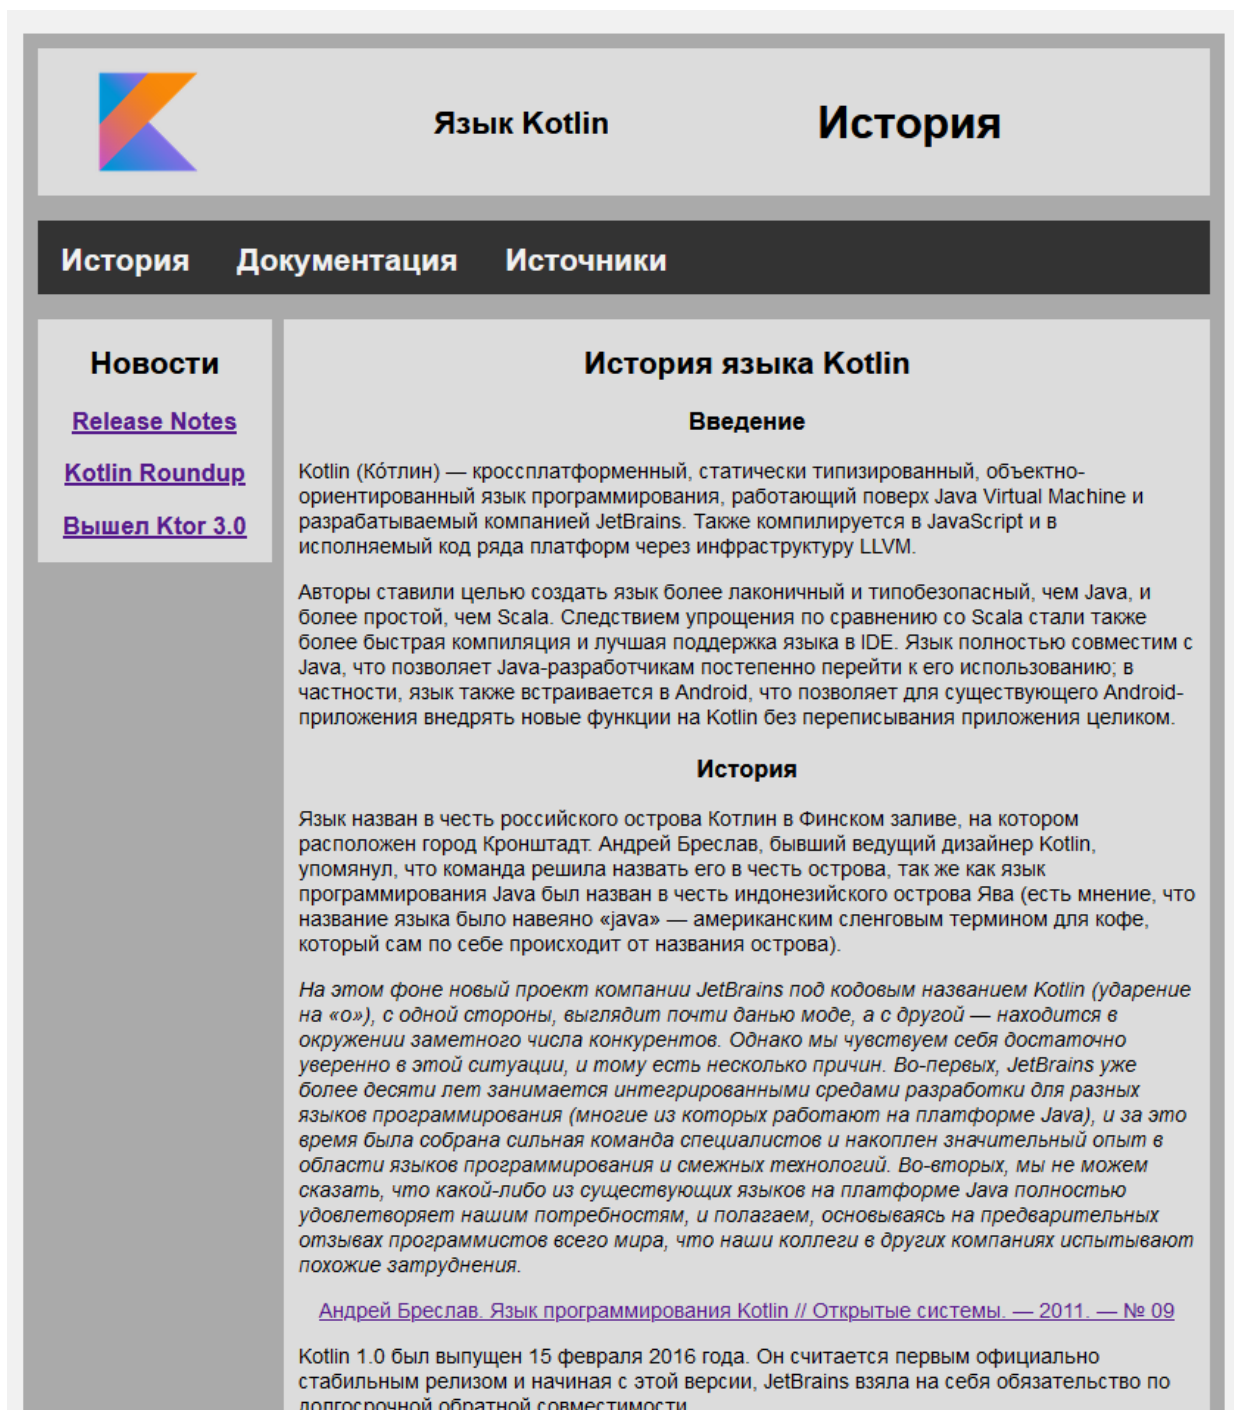 Язык Kotlin
История
История Документация Источники
Новости
Release Notes
Kotlin Roundup
Вышел Ktor 3.0
История языка Kotlin
Введение
Kotlin (Ко́тлин) — кроссплатформенный, статически типизированный, объектно-
ориентированный язык программирования, работающий поверх Java Virtual Machine и
разрабатываемый компанией JetBrains. Также компилируется в JavaScript и в
исполняемый код ряда платформ через инфраструктуру LLVM.
Авторы ставили целью создать язык более лаконичный и типобезопасный, чем Java, и
более простой, чем Scala. Следствием упрощения по сравнению со Scala стали также
более быстрая компиляция и лучшая поддержка языка в IDE. Язык полностью совместим с
Java, что позволяет Java-разработчикам постепенно перейти к его использованию; в
частности, язык также встраивается в Android, что позволяет для существующего Android-
приложения внедрять новые функции на Kotlin без переписывания приложения целиком.
История
Язык назван в честь российского острова Котлин в Финском заливе, на котором
расположен город Кронштадт. Андрей Бреслав, бывший ведущий дизайнер Kotlin,
упомянул, что команда решила назвать его в честь острова, так же как язык
программирования Java был назван в честь индонезийского острова Ява (есть мнение, что
название языка было навеяно «java» — американским сленговым термином для кофе,
который сам по себе происходит от названия острова).
На этом фоне новый проект компании JetBrains под кодовым названием Kotlin (ударение
на «о»), с одной стороны, выглядит почти данью моде, а с другой — находится в
окружении заметного числа конкурентов. Однако мы чувствуем себя достаточно
уверенно в этой ситуации, и тому есть несколько причин. Во-первых, JetBrains уже
более десяти лет занимается интегрированными средами разработки для разных
языков программирования (многие из которых работают на платформе Java), и за это
время была собрана сильная команда специалистов и накоплен значительный опыт в
области языков программирования и смежных технологий. Во-вторых, мы не можем
сказать, что какой-либо из существующих языков на платформе Java полностью
удовлетворяет нашим потребностям, и полагаем, основываясь на предварительных
отзывах программистов всего мира, что наши коллеги в других компаниях испытывают
похожие затруднения.
Андрей Бреслав. Язык программирования Kotlin // Открытые системы. — 2011. — № 09
Kotlin 1.0 был выпущен 15 февраля 2016 года. Он считается первым официально
стабильным релизом и начиная с этой версии, JetBrains взяла на себя обязательство по
долгосрочной обратной совместимости.